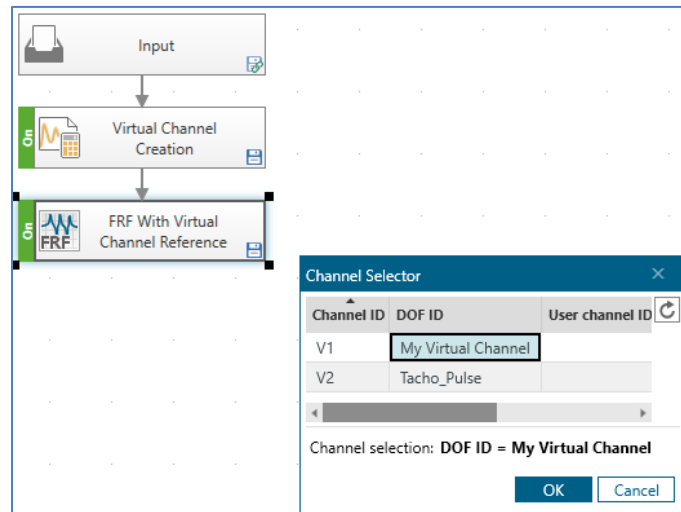 Input
On
Virtual Channel
Creation
On
FRF
FRF With Virtual
Channel Reference
Channel Selector
Channel ID DOF ID User channel ID
V1 My Virtual Channel
V2 Tacho_Pulse
Channel selection: DOF ID = My Virtual Channel
OK Cancel